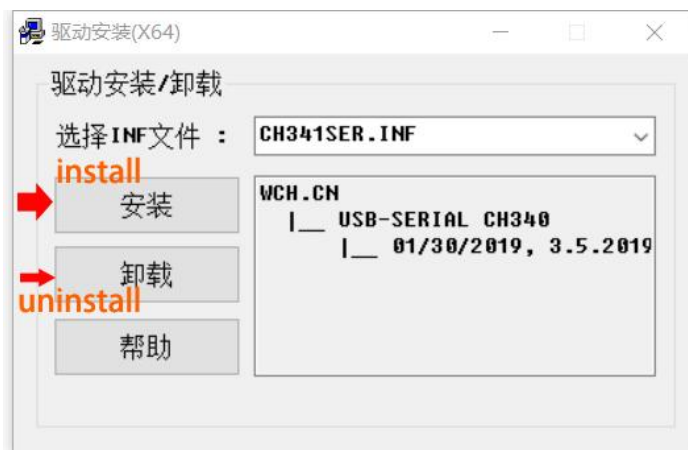 驱动安装(X64)
驱动安装/卸载
选择INF文件 :
CH341SER.INF
install
安装
WCH.CN
|__ USB-SERIAL CH340
|__ 01/30/2019, 3.5.2019
卸载
uninstall
帮助